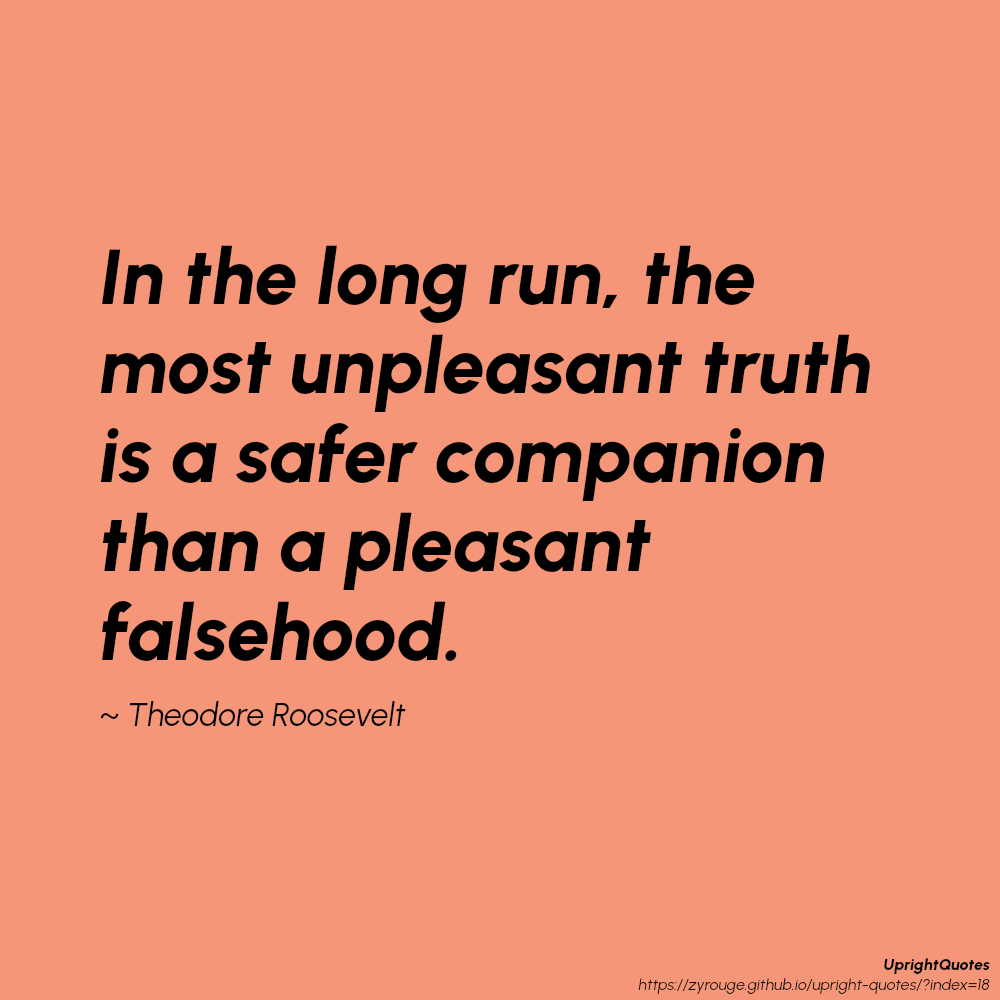 In the long run, the
most unpleasant truth
is a safer companion
than a pleasant
falsehood.
~ Theodore Roosevelt
UprightQuotes
https://zyrouge.github.io/upright-quotes/?index=18